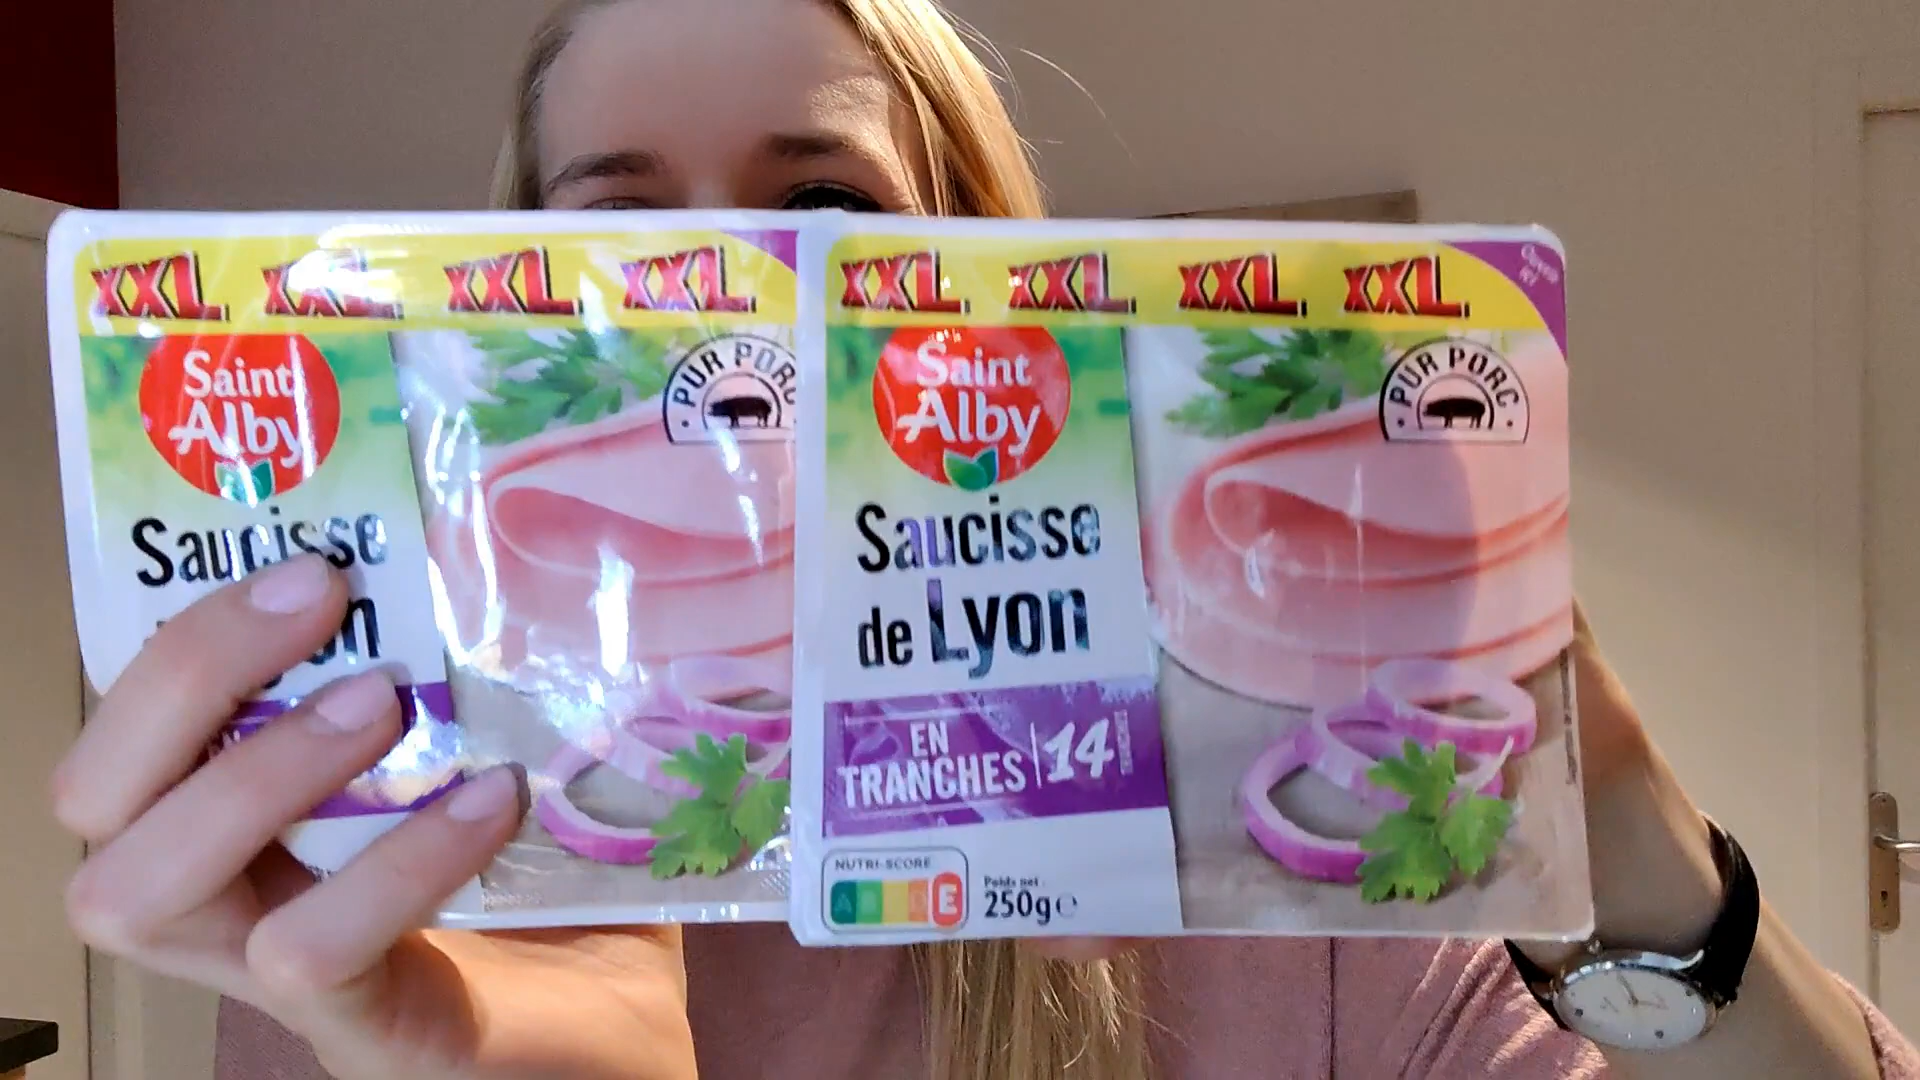 XXL XXL XXL XXL
Saint
Alby
PUR PORC
Saucisse
XXL XXL XXL XXL
Saint
Alby
PUR PORC
Saucisse
de Lyon
EN
TRANCHES 14
NUTRI-SCORE
A B C D E
Poids net :
250g e